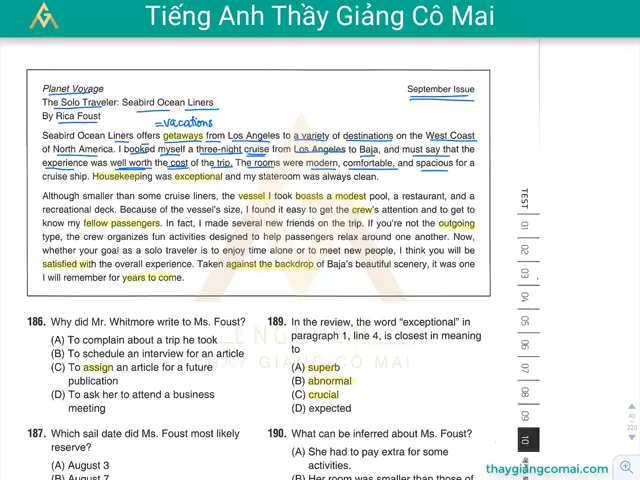 Tiếng Anh Thầy Giảng Cô Mai
Planet Voyage
September Issue
The Solo Traveler: Seabird Ocean Liners
By Rica Foust
=vacations
Seabird Ocean Liners offers getaways from Los Angeles to a variety of destinations on the West Coast
of North America. I booked myself a three-night cruise from Los Angeles to Baja, and must say that the
experience was well worth the cost of the trip. The rooms were modern, comfortable, and spacious for a
cruise ship. Housekeeping was exceptional and my stateroom was always clean.
Although smaller than some cruise liners, the vessel I took boasts a modest pool, a restaurant, and a
recreational deck. Because of the vessel's size, I found it easy to get the crew's attention and to get to
know my fellow passengers. In fact, I made several new friends on the trip. If you're not the outgoing
type, the crew organizes fun activities designed to help passengers relax around one another. Now,
whether your goal as a solo traveler is to enjoy time alone or to meet new people, I think you will be
satisfied with the overall experience. Taken against the backdrop of Baja's beautiful scenery, it was one
I will remember for years to come.
186. Why did Mr. Whitmore write to Ms. Foust?
(A) To complain about a trip he took
(B) To schedule an interview for an article
(C) To assign an article for a future
publication
(D) To ask her to attend a business
meeting
187. Which sail date did Ms. Foust most likely
reserve?
(A) August 3
(B) August 7
189. In the review, the word "exceptional" in
paragraph 1, line 4, is closest in meaning
to
(A) superb
(B) abnormal
(C) crucial
(D) expected
190. What can be inferred about Ms. Foust?
(A) She had to pay extra for some
activities.
(B) Her room was smaller than those of
TEST
01
02
03
04
05
06
07
08
09
10
THAY GIANG CO MAI
thaygiangcomai.com